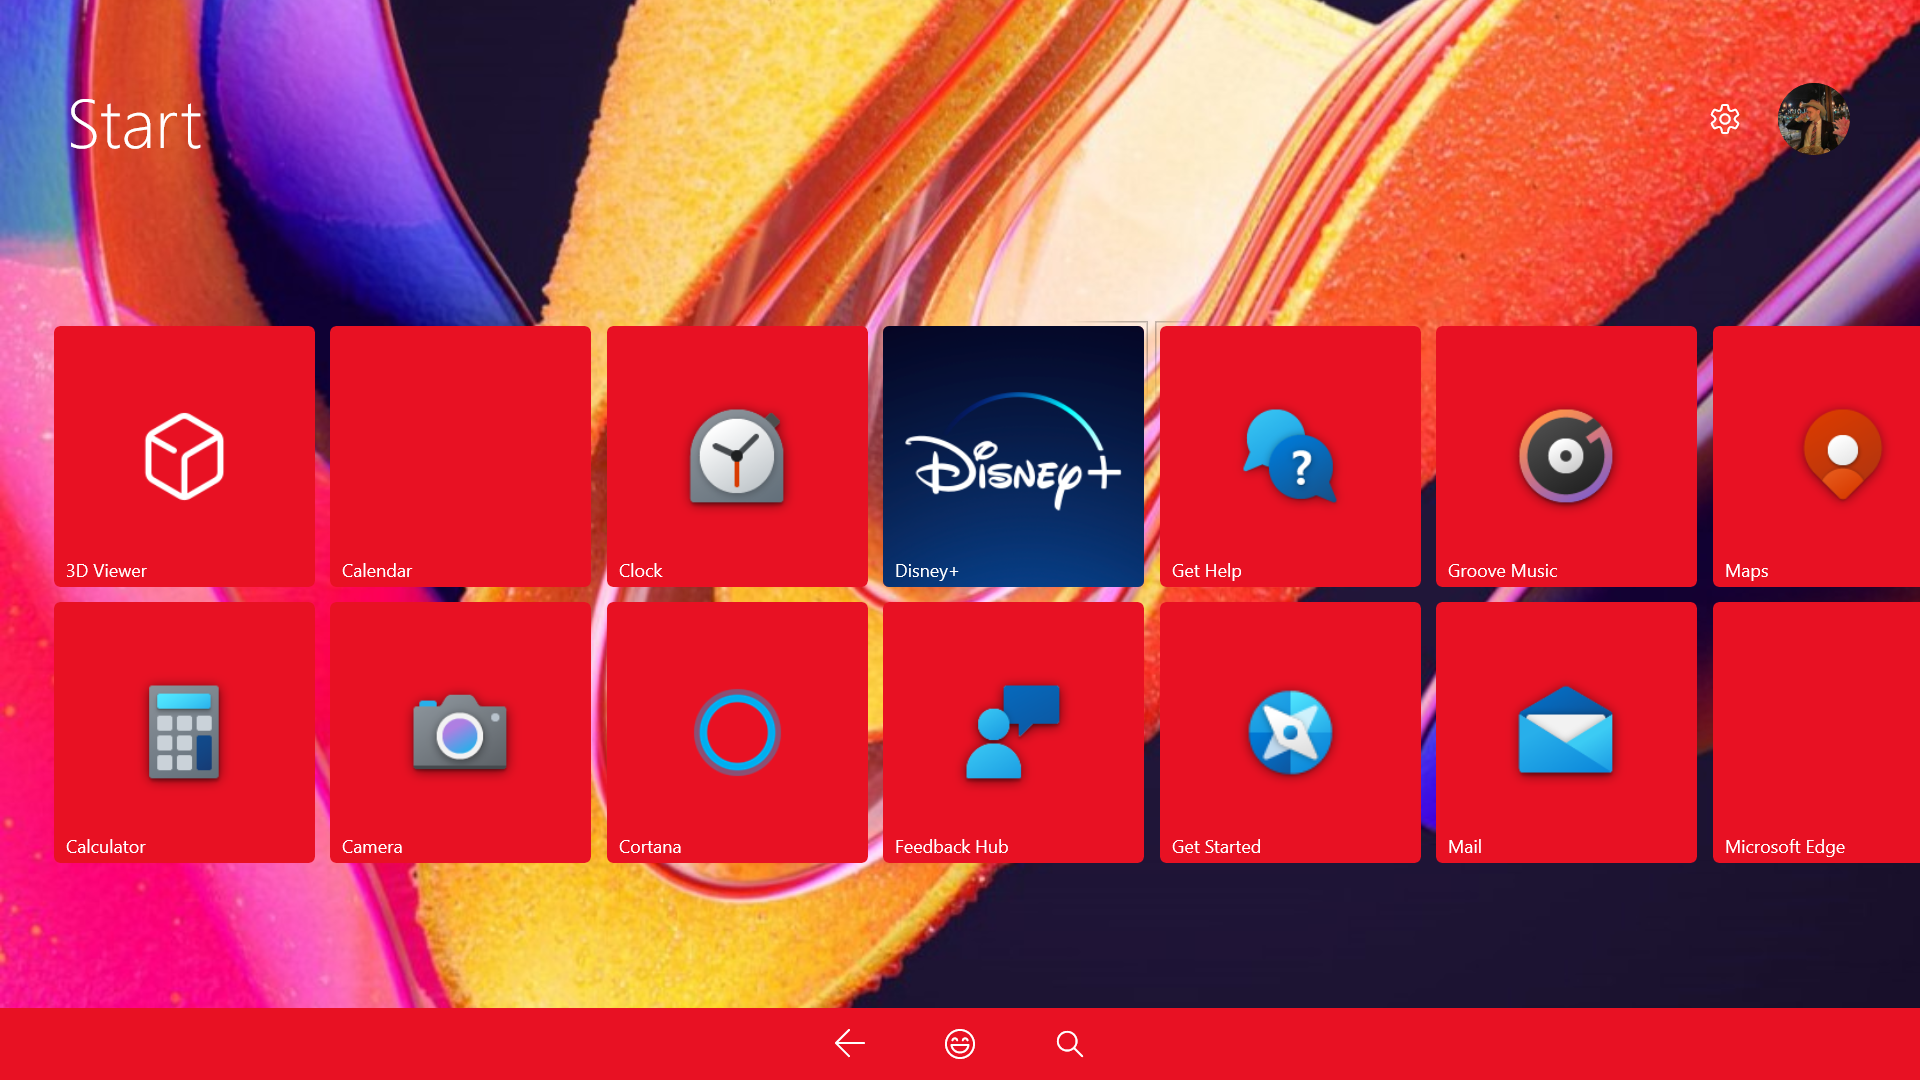 Start
DISNEY+
?
3D Viewer
Calendar
Clock
Disney+
Get Help
Groove Music
Maps
Calculator
Camera
Cortana
Feedback Hub
Get Started
Mail
Microsoft Edge